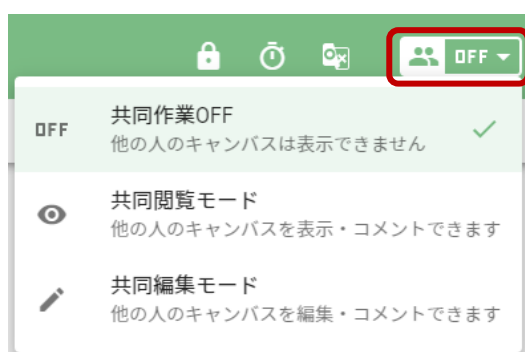 OFF
OFF
共同作業OFF
他の人のキャンバスは表示できません
共同閲覧モード
他の人のキャンバスを表示・コメントできます
共同編集モード
他の人のキャンバスを編集・コメントできます